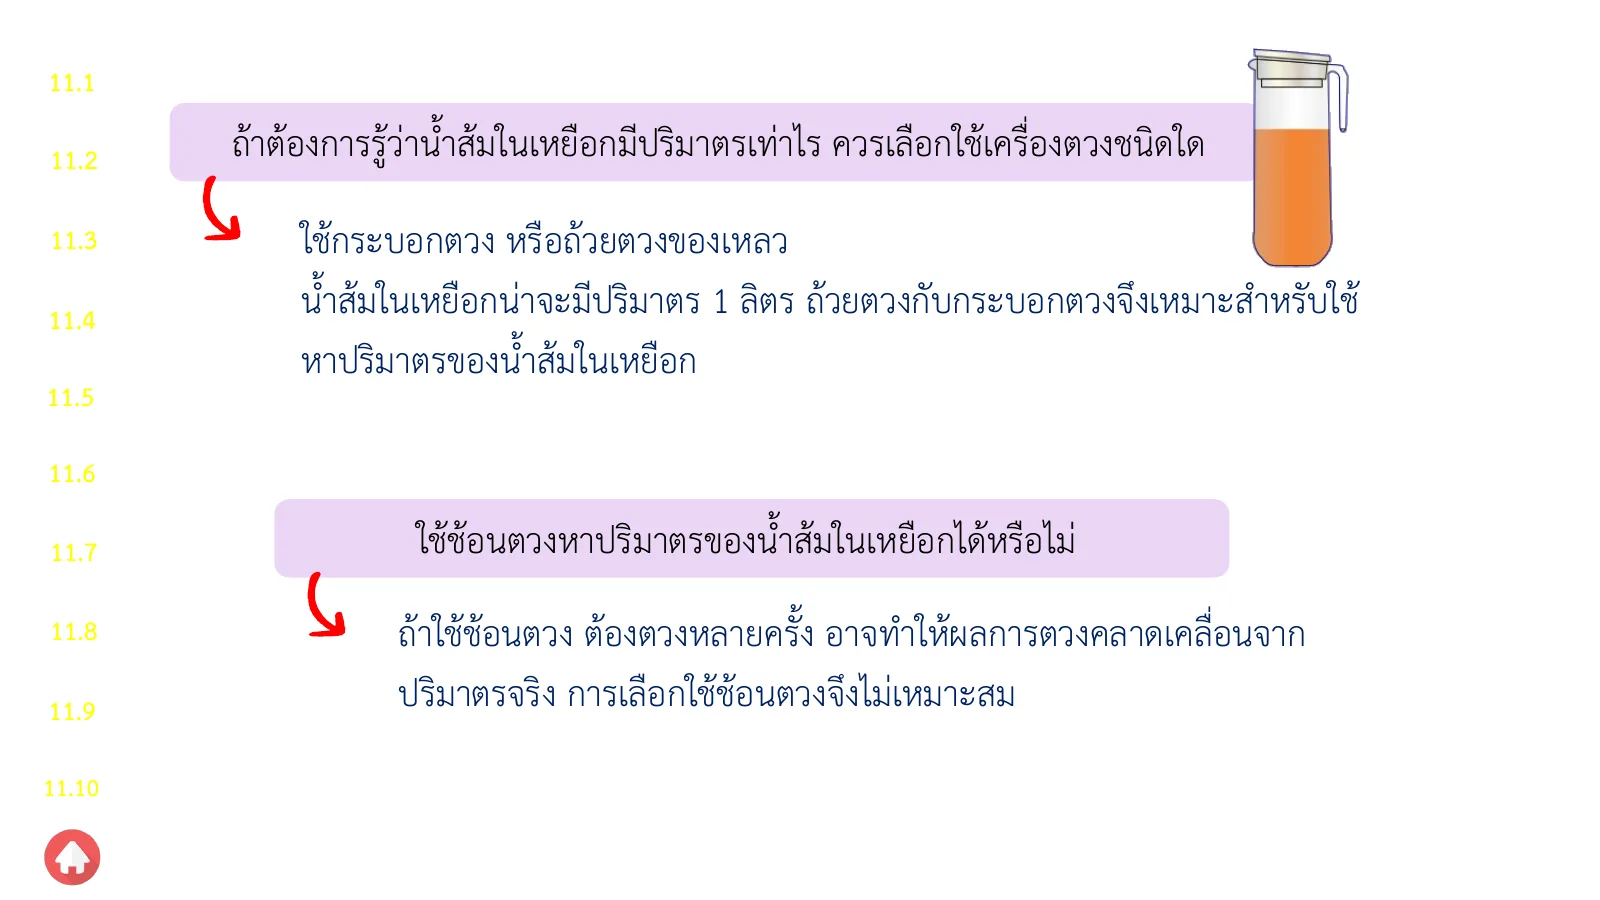 11.1
11.2
11.3
11.4
11.5
11.6
11.7
11.8
11.9
11.10
ถ้าต้องการรู้ว่าน้ำส้มในเหยือกมีปริมาตรเท่าไร ควรเลือกใช้เครื่องตวงชนิดใด
ใช้กระบอกตวง หรือถ้วยตวงของเหลว
น้ำส้มในเหยือกน่าจะมีปริมาตร 1 ลิตร ถ้วยตวงกับกระบอกตวงจึงเหมาะสำหรับใช้
หาปริมาตรของน้ำส้มในเหยือก
ใช้ช้อนตวงหาปริมาตรของน้ำส้มในเหยือกได้หรือไม่
ถ้าใช้ช้อนตวง ต้องตวงหลายครั้ง อาจทำให้ผลการตวงคลาดเคลื่อนจาก
ปริมาตรจริง การเลือกใช้ช้อนตวงจึงไม่เหมาะสม